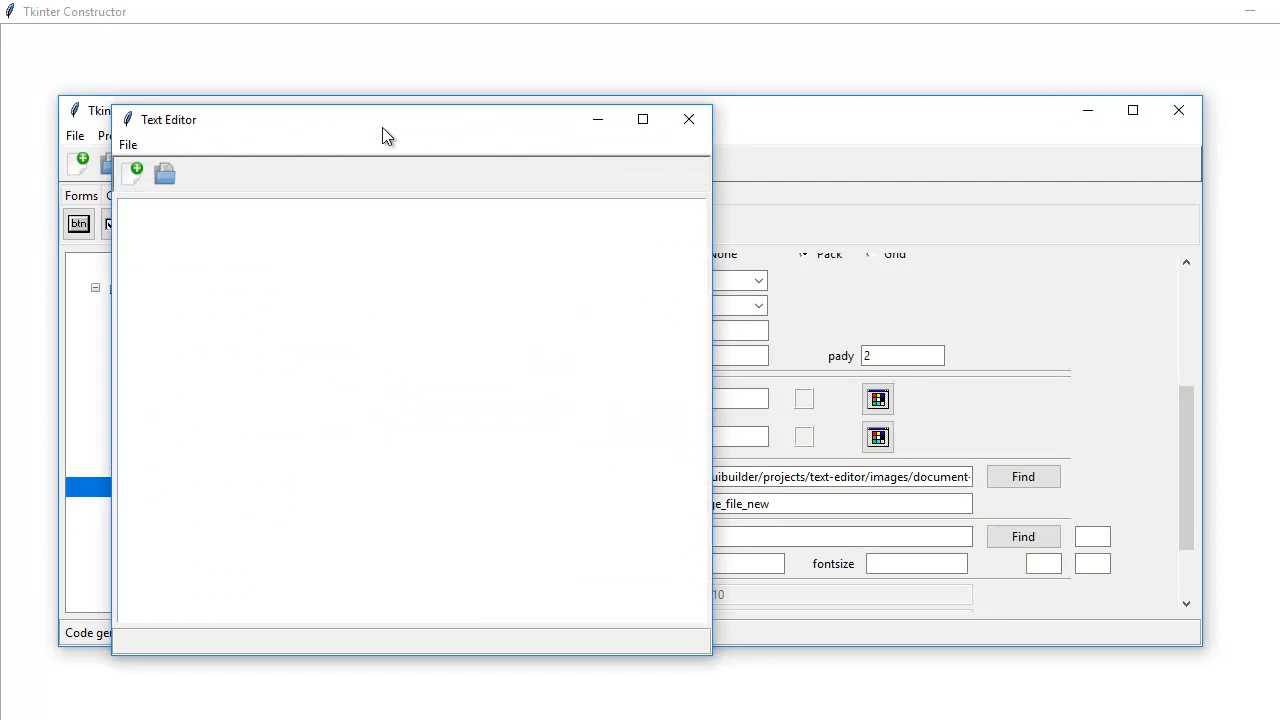 Tkinter Constructor
Tkin
Text Editor
File Pr
File
Forms
btn
None Pack Grid
pady 2
uibuilder/projects/text-editor/images/document- Find
ge_file_new
Find
fontsize
10
Code ge